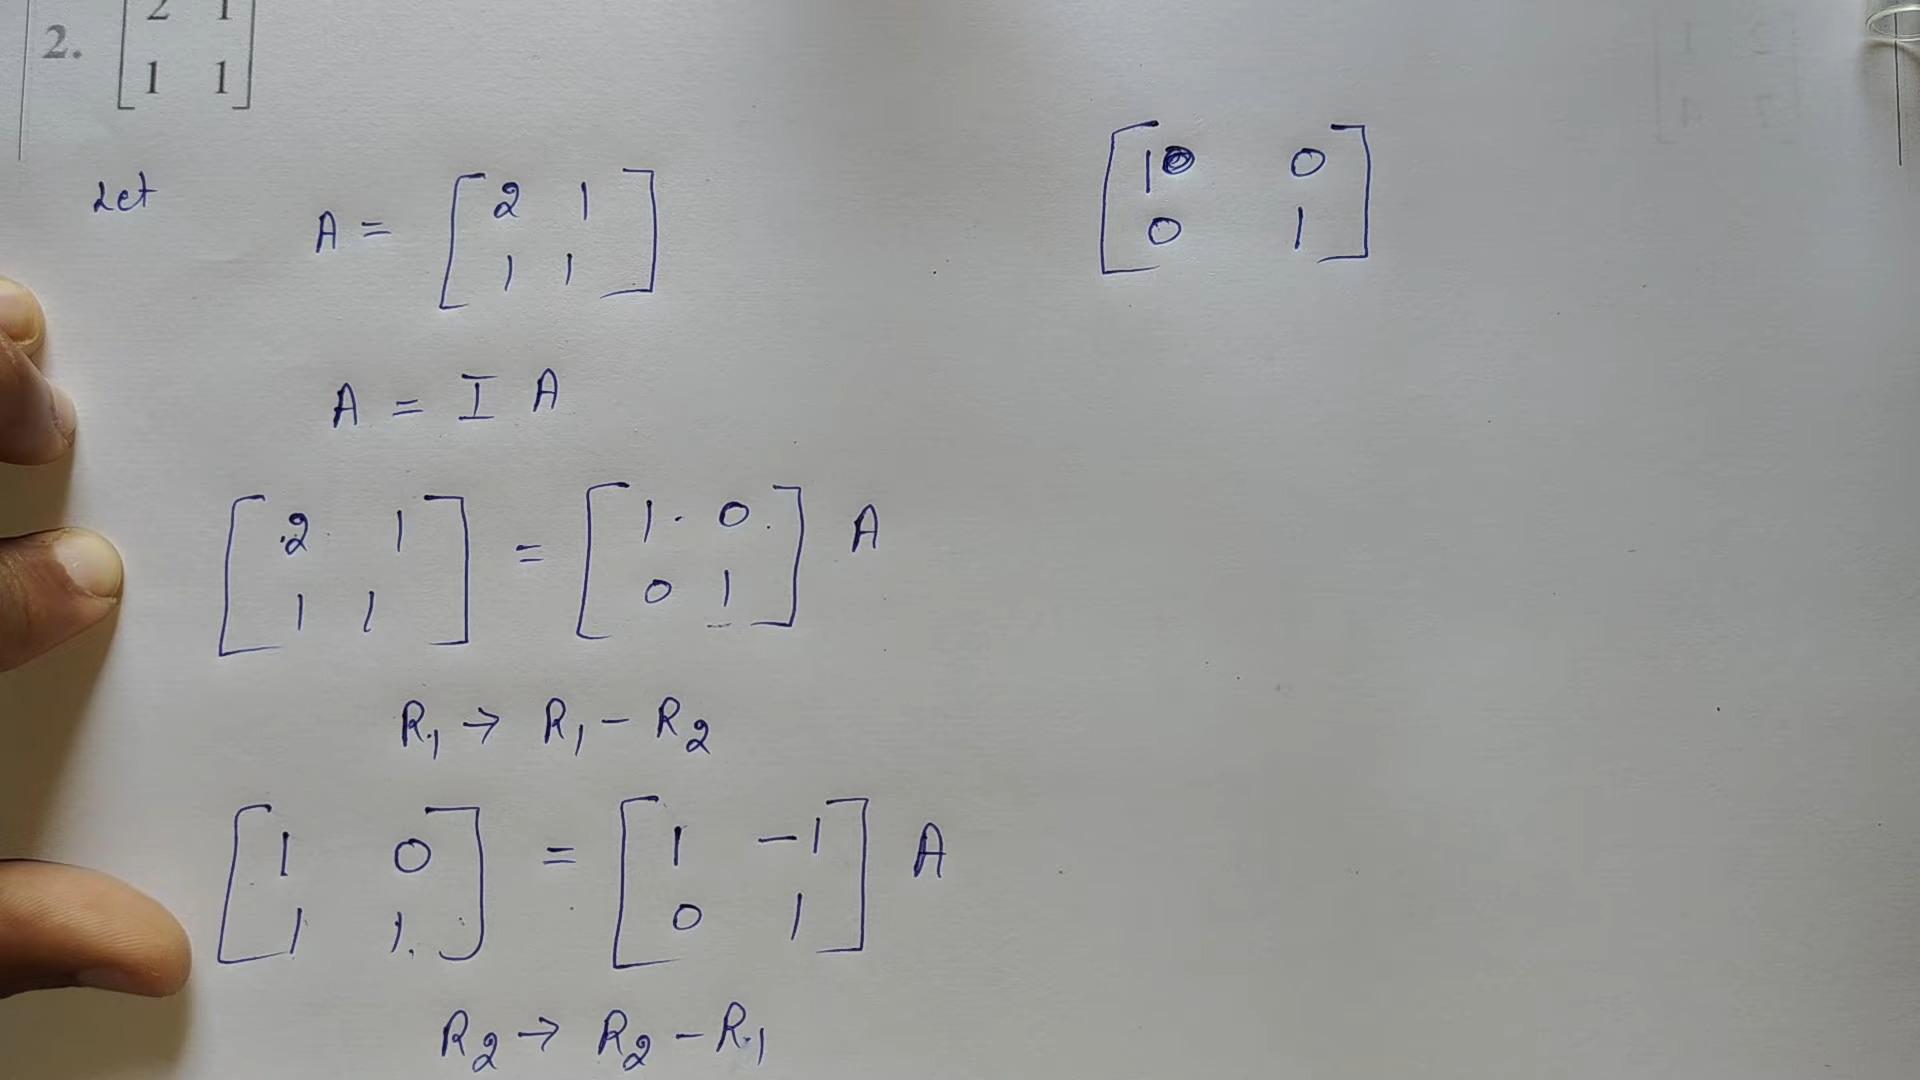 2. [2 1
1 1]
Let A = [2 1
1 1]
[1 0
0 1]
A = I A
[2 1
1 1] = [1 0
0 1] A
R1 → R1 - R2
[1 0
1 1] = [1 -1
0 1] A
R2 → R2 - R1